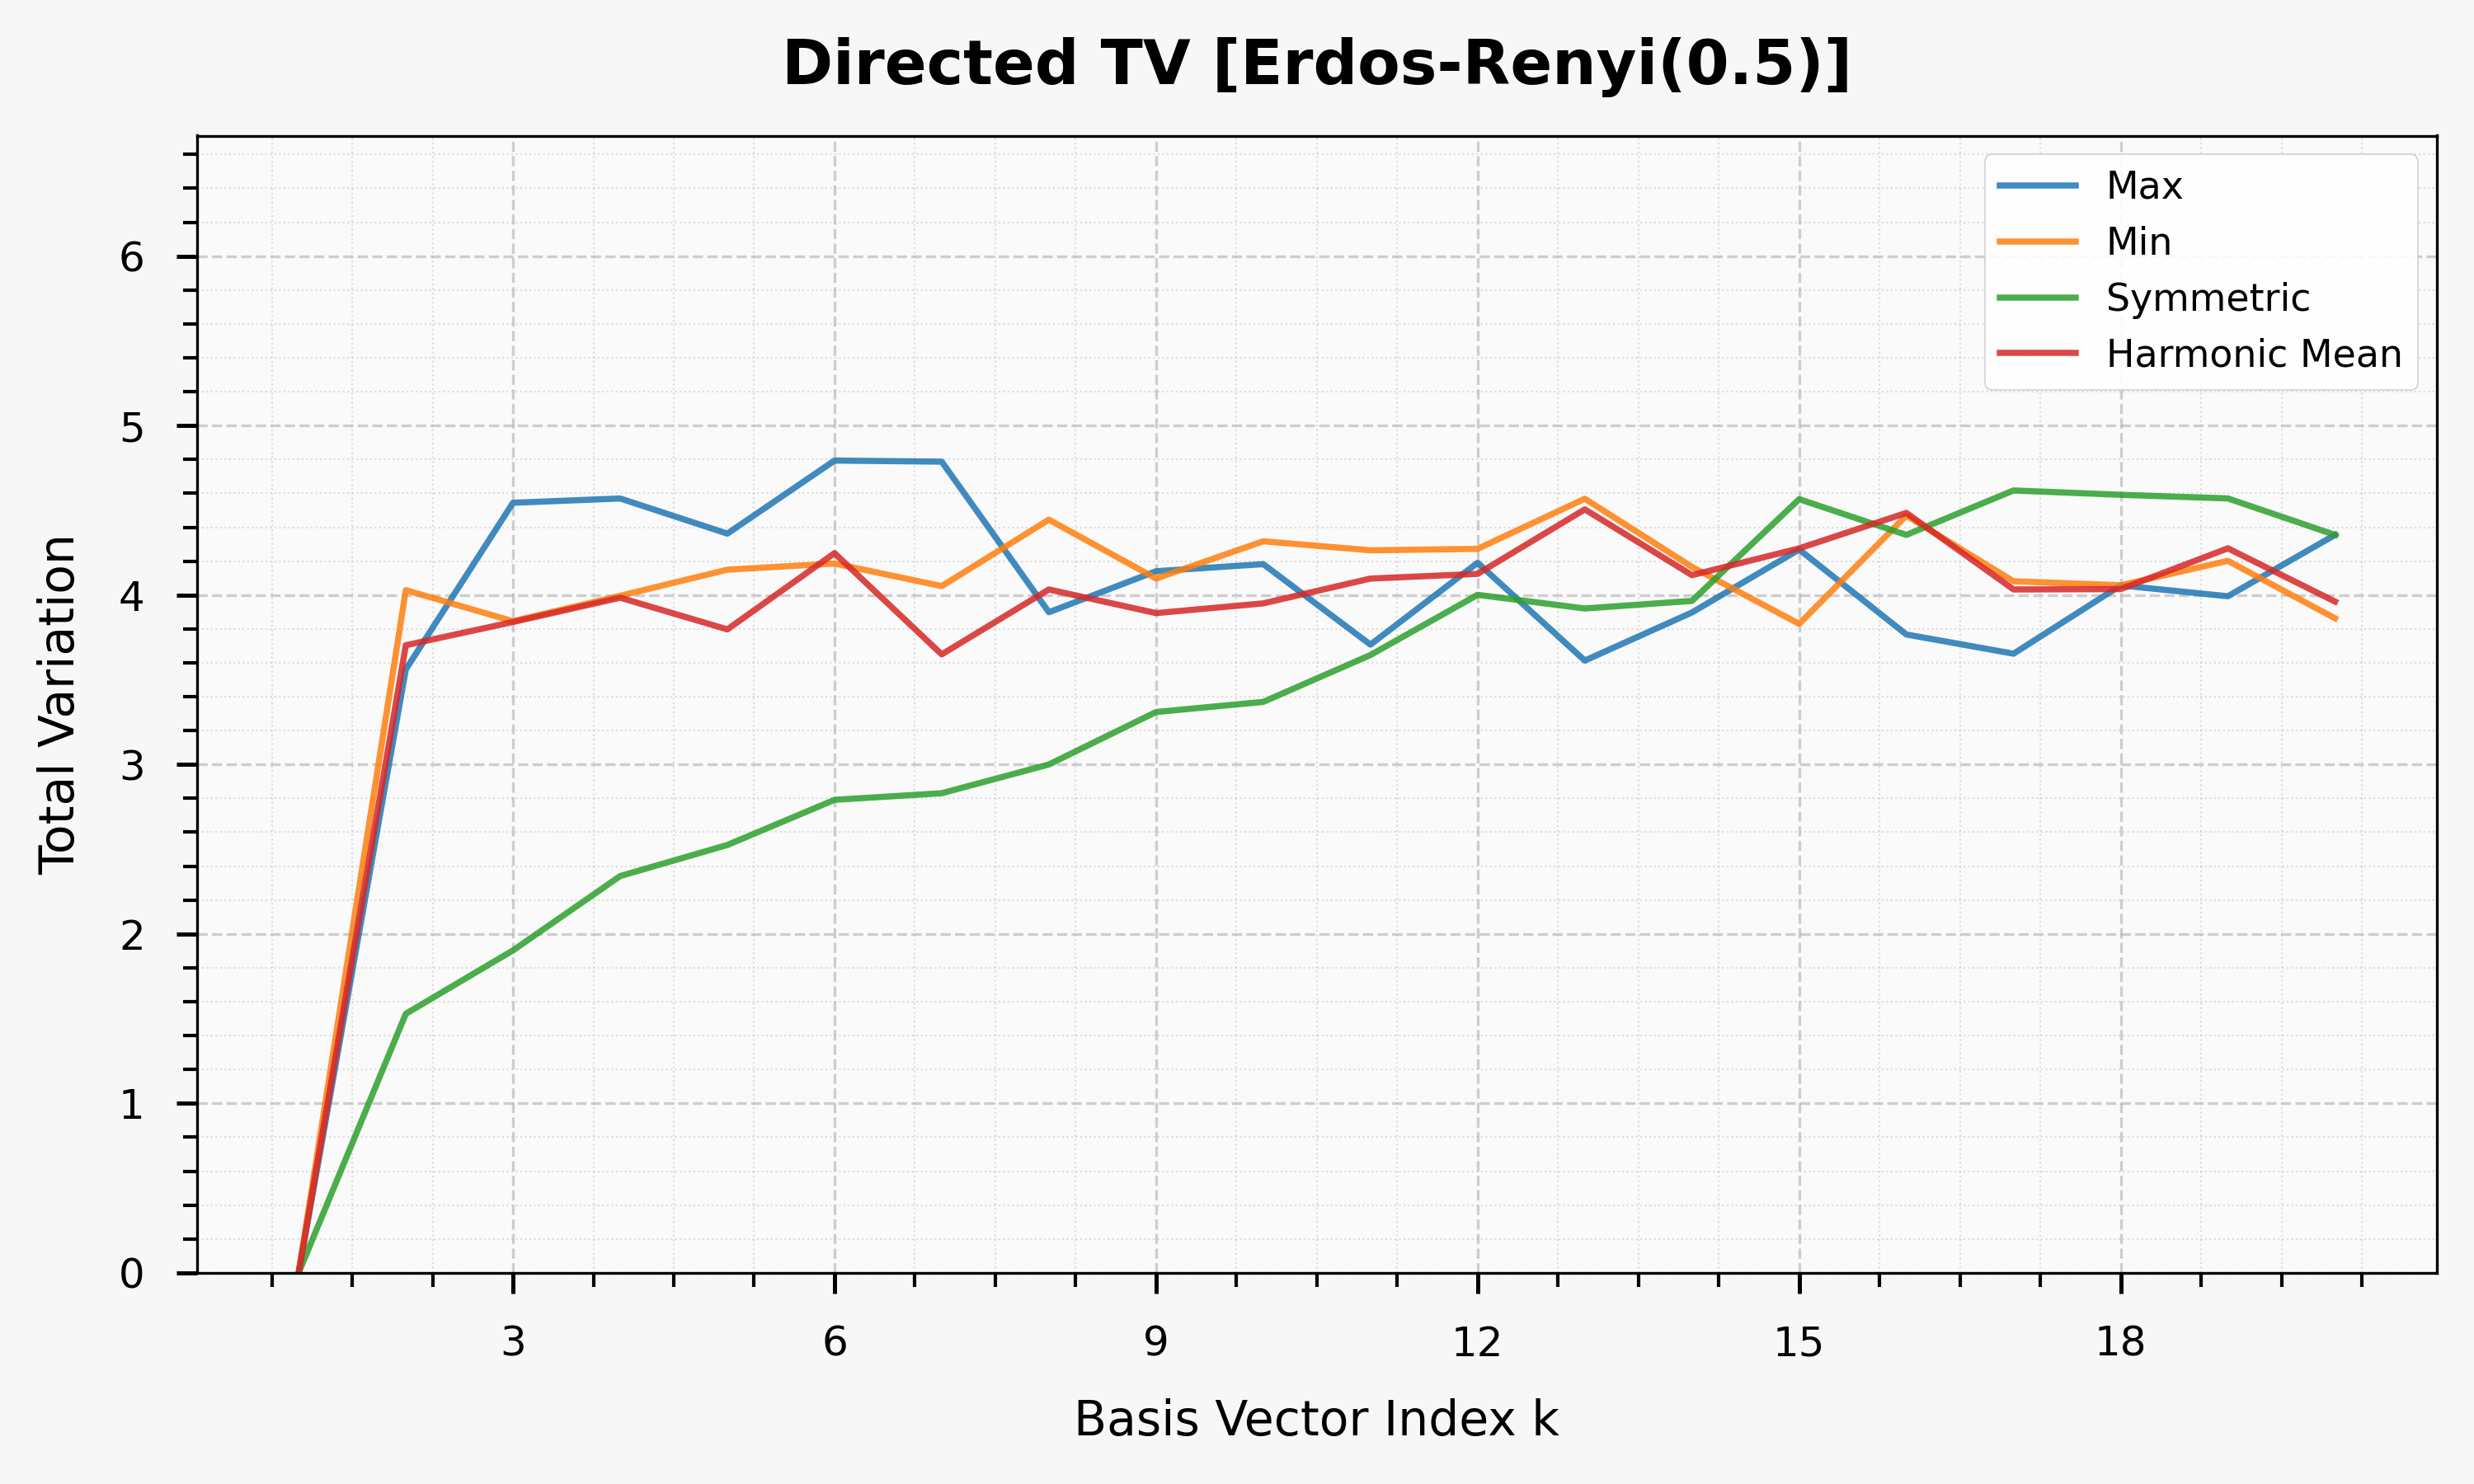 Directed TV [Erdos-Renyi(0.5)]
Max
Min
Symmetric
Harmonic Mean
6
5
4
3
2
1
0
Total Variation
3 6 9 12 15 18
Basis Vector Index k